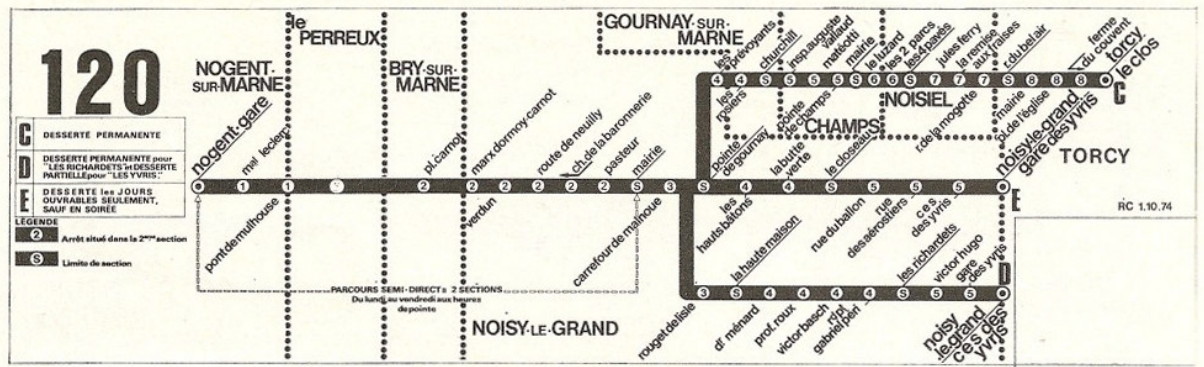 120
C DESSERTE PERMANENTE
D DESSERTE PERMANENTE pour
"LES RICHARDETS" et DESSERTE
PARTIELLE pour "LES YVRIS"
E DESSERTE les JOURS
OUVRABLES SEULEMENT,
SAUF EN SOIRÉE
LÉGENDE
2 Arrêt situé dans la 2ème section
S Limite de section
NOGENT
SUR·MARNE
le
PERREUX
BRY·SUR·
MARNE
GOURNAY·SUR·
MARNE
CHAMPS
NOISIEL
TORCY
NOISY·LE·GRAND
nogent·gare
pont de mulhouse
mal leclerc
pl·carnot
marx dormoy·carnot
verdun
route de neuilly
ch. de la baronnerie
pasteur
mairie
carrefour de malnoue
les
rosiers
les
prévoyants
churchill
pointe
de champs
insp. auguste
vallaud
méotti
mairie
le luzard
les 2 parcs
les 4 pavés
jules ferry
la remise
aux fraises
r. de la mogotte
r. du bel air
mairie
pl. de l'église
ferme
du couvent
torcy
le clos
C
pointe
de gournay
les
hauts bâtons
la butte
verte
le closeau
rue du ballon
rue
des aérostiers
c e s
des yvris
noisy·le·grand
gare des yvris
E
rouget de lisle
la haute maison
dr ménard
prof. roux
victor basch
gabriel péri
les richardets
victor hugo
gare
des yvris
noisy
le·grand
c e s des
yvris
D
PARCOURS SEMI-DIRECT: 2 SECTIONS
Du lundi au vendredi aux heures
de pointe
RC 1.10.74